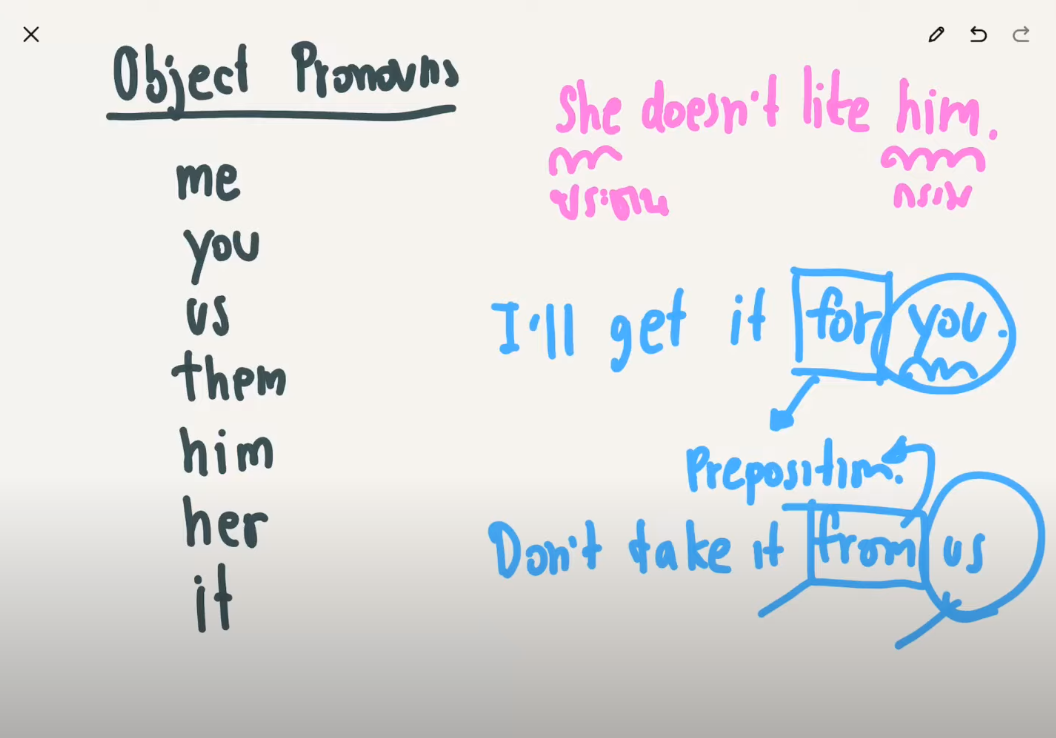 Object Pronouns
me
you
us
them
him
her
it
She doesn't like him.
ประธาน กรรม
I'll get it for you.
Preposition.
Don't take it from us